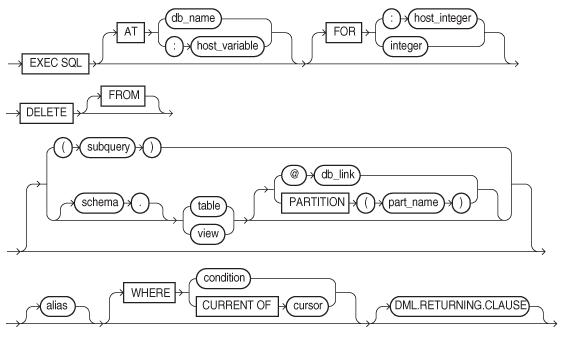 AT db_name FOR : host_integer
: host_variable integer
EXEC SQL
FROM
DELETE
( subquery )
@ db_link
schema . table PARTITION ( part_name )
view
condition
alias WHERE CURRENT OF cursor DML.RETURNING.CLAUSE